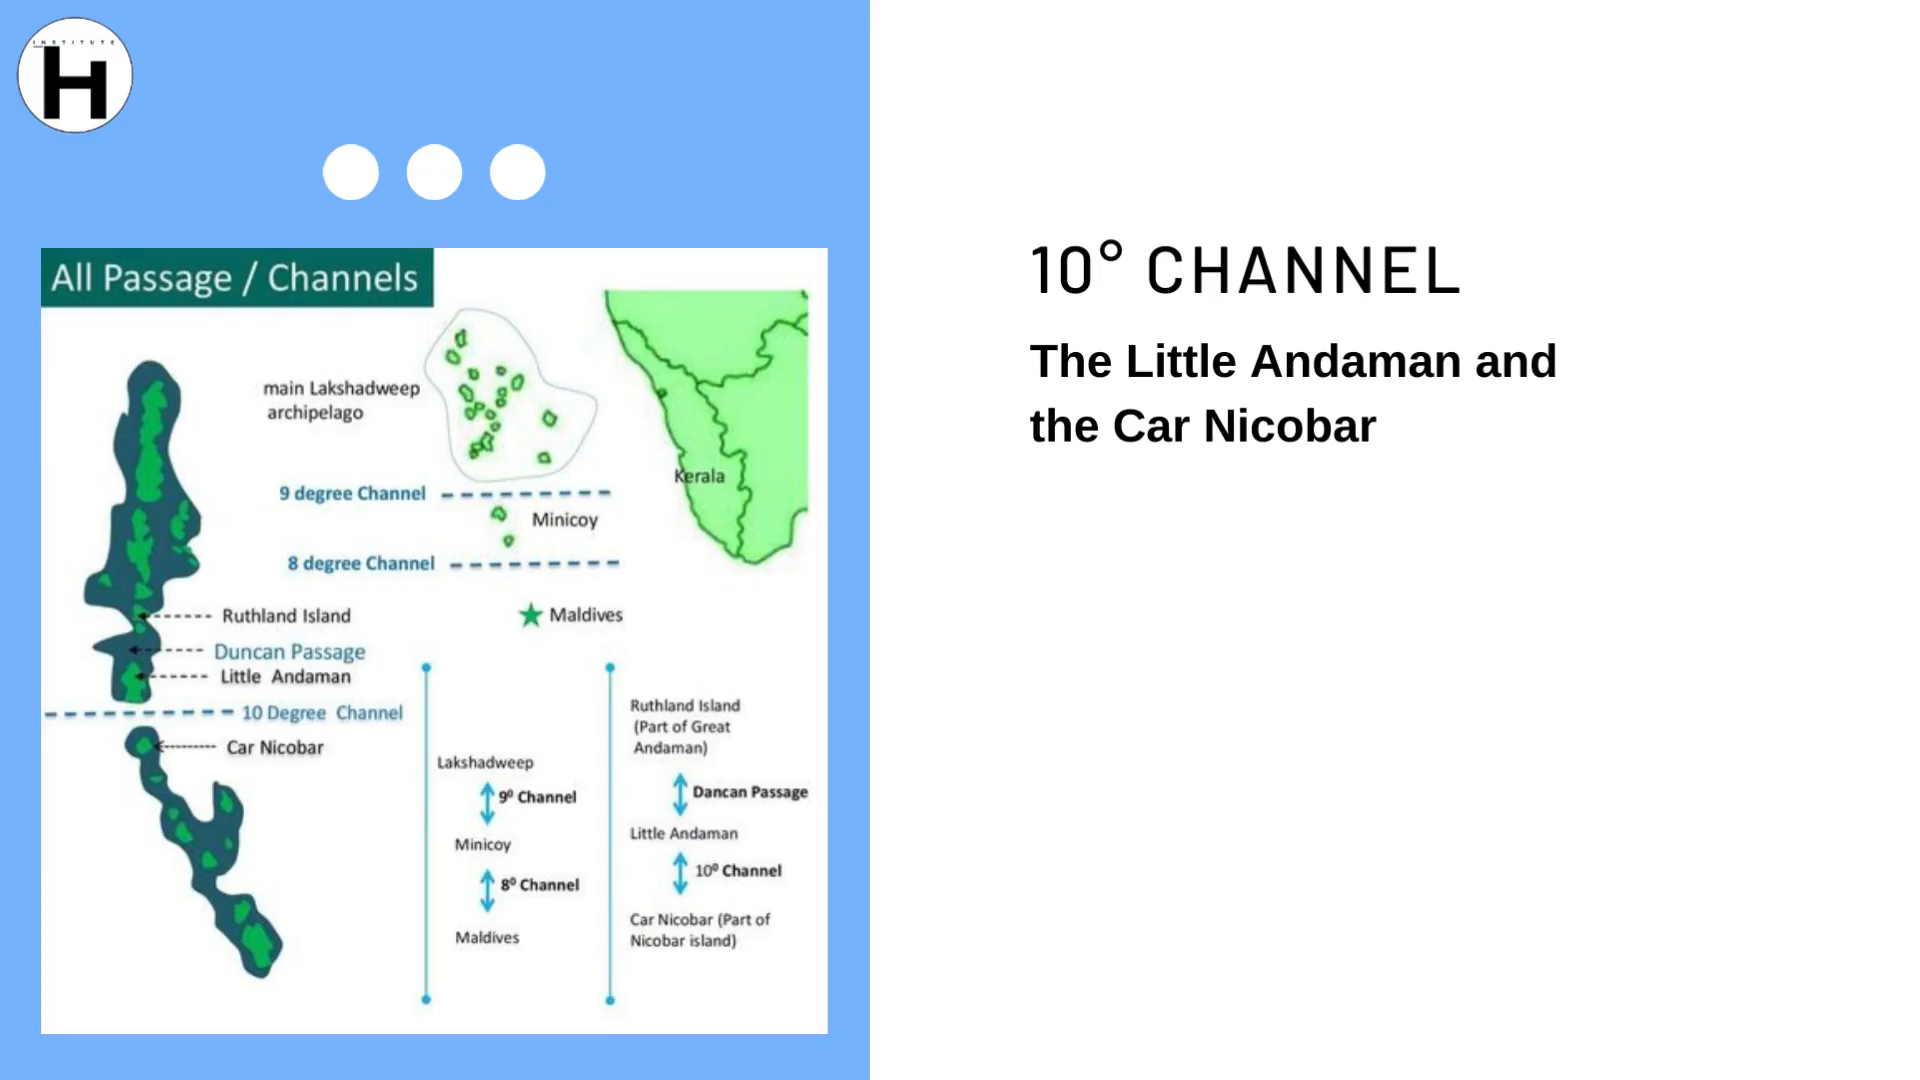 INSTITUTE
H
10° CHANNEL
The Little Andaman and
the Car Nicobar
All Passage / Channels
main Lakshadweep
archipelago
Kerala
9 degree Channel
Minicoy
8 degree Channel
Ruthland Island
Maldives
Duncan Passage
Little Andaman
10 Degree Channel
Car Nicobar
Lakshadweep
9⁰ Channel
Minicoy
8⁰ Channel
Maldives
Ruthland Island
(Part of Great
Andaman)
Dancan Passage
Little Andaman
10⁰ Channel
Car Nicobar (Part of
Nicobar island)